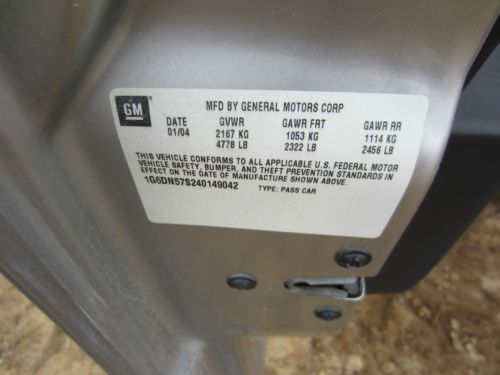 GM
MFD BY GENERAL MOTORS CORP
DATE GVWR GAWR FRT GAWR RR
01/04 2167 KG 1053 KG 1114 KG
4778 LB 2322 LB 2456 LB
THIS VEHICLE CONFORMS TO ALL APPLICABLE U.S. FEDERAL MOTOR
VEHICLE SAFETY, BUMPER, AND THEFT PREVENTION STANDARDS IN
EFFECT ON THE DATE OF MANUFACTURE SHOWN ABOVE.
1G6DN57S240149042 TYPE: PASS CAR